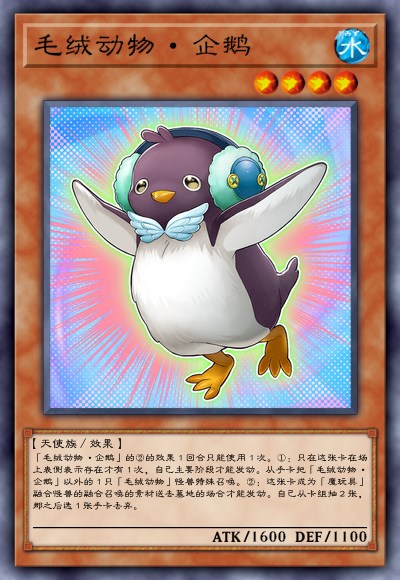 毛绒动物・企鹅
水
【天使族／效果】
「毛绒动物・企鹅」的②的效果1回合只能使用1次。①：只在这张卡在场
上表侧表示存在才有1次，自己主要阶段才能发动。从手卡把「毛绒动物・
企鹅」以外的1只「毛绒动物」怪兽特殊召唤。②：这张卡成为「魔玩具」
融合怪兽的融合召唤的素材送去墓地的场合才能发动。自己从卡组抽2张，
那之后选1张手卡丢弃。
ATK/1600 DEF/1100